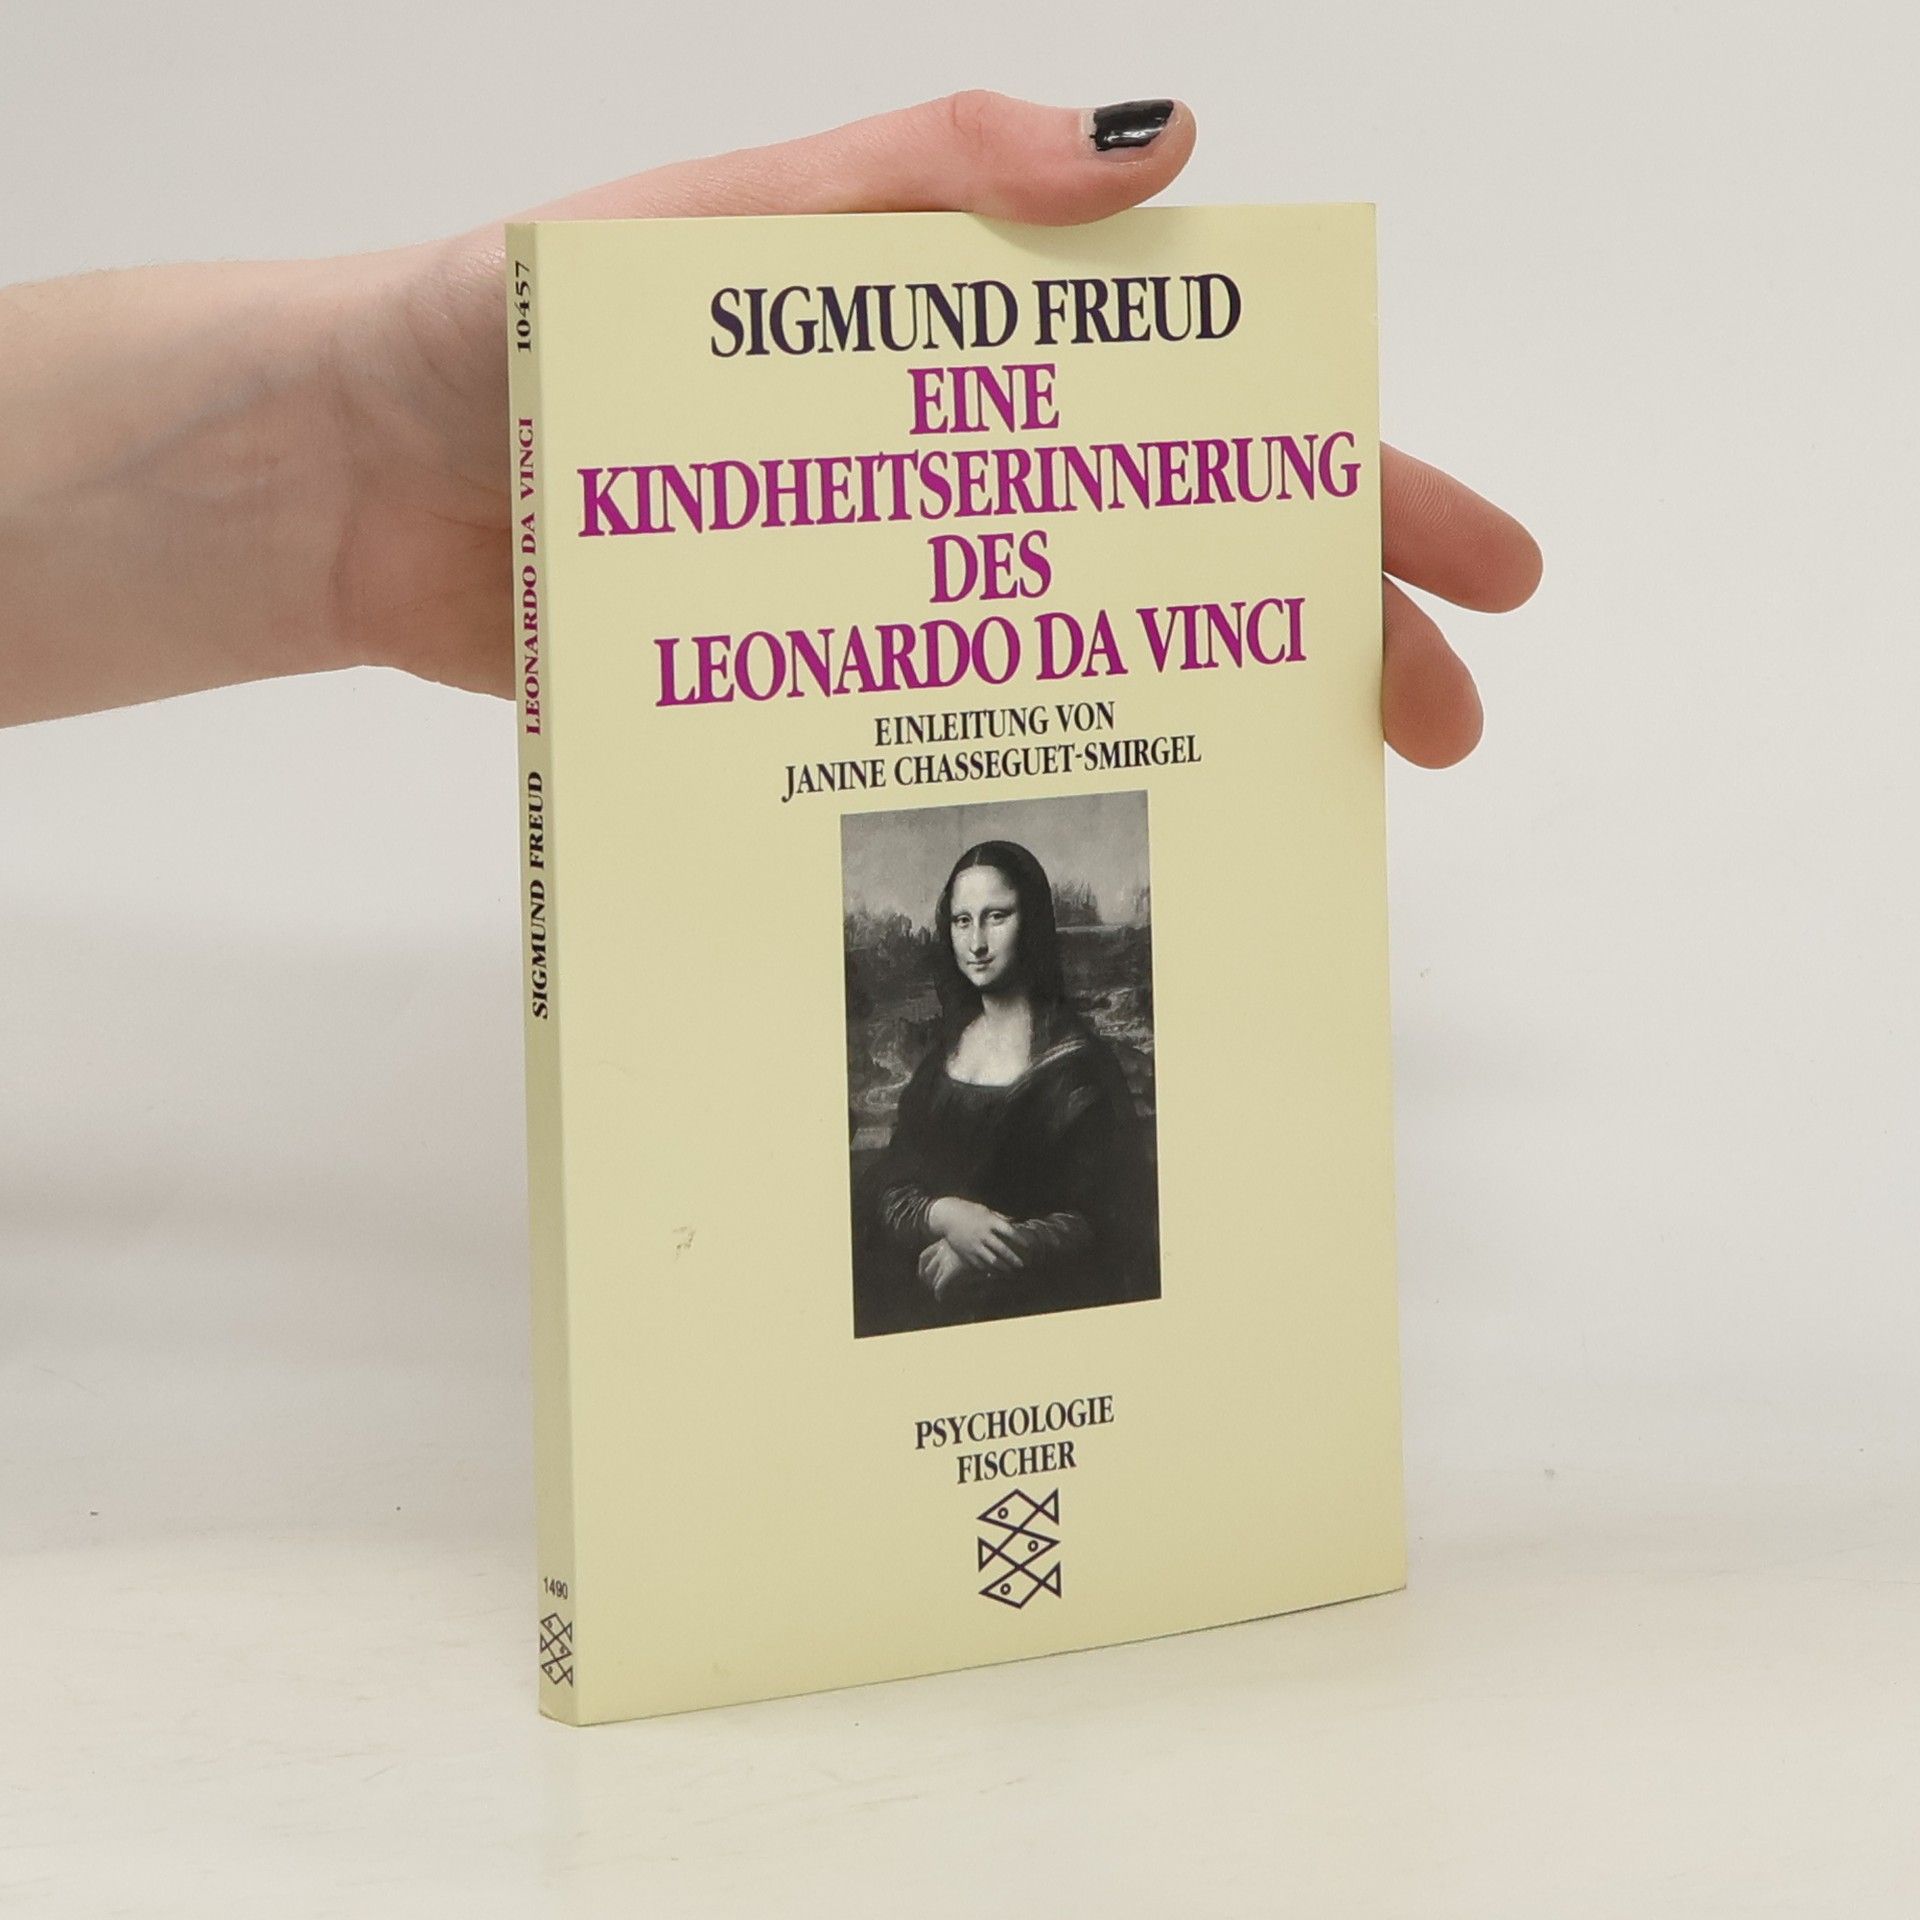 SIGMUND FREUD
EINE
KINDHEITSERINNERUNG
DES
LEONARDO DA VINCI
EINLEITUNG VON
JANINE CHASSEGUET-SMIRGEL
PSYCHOLOGIE
FISCHER
SIGMUND FREUD LEONARDO DA VINCI 10457
1490